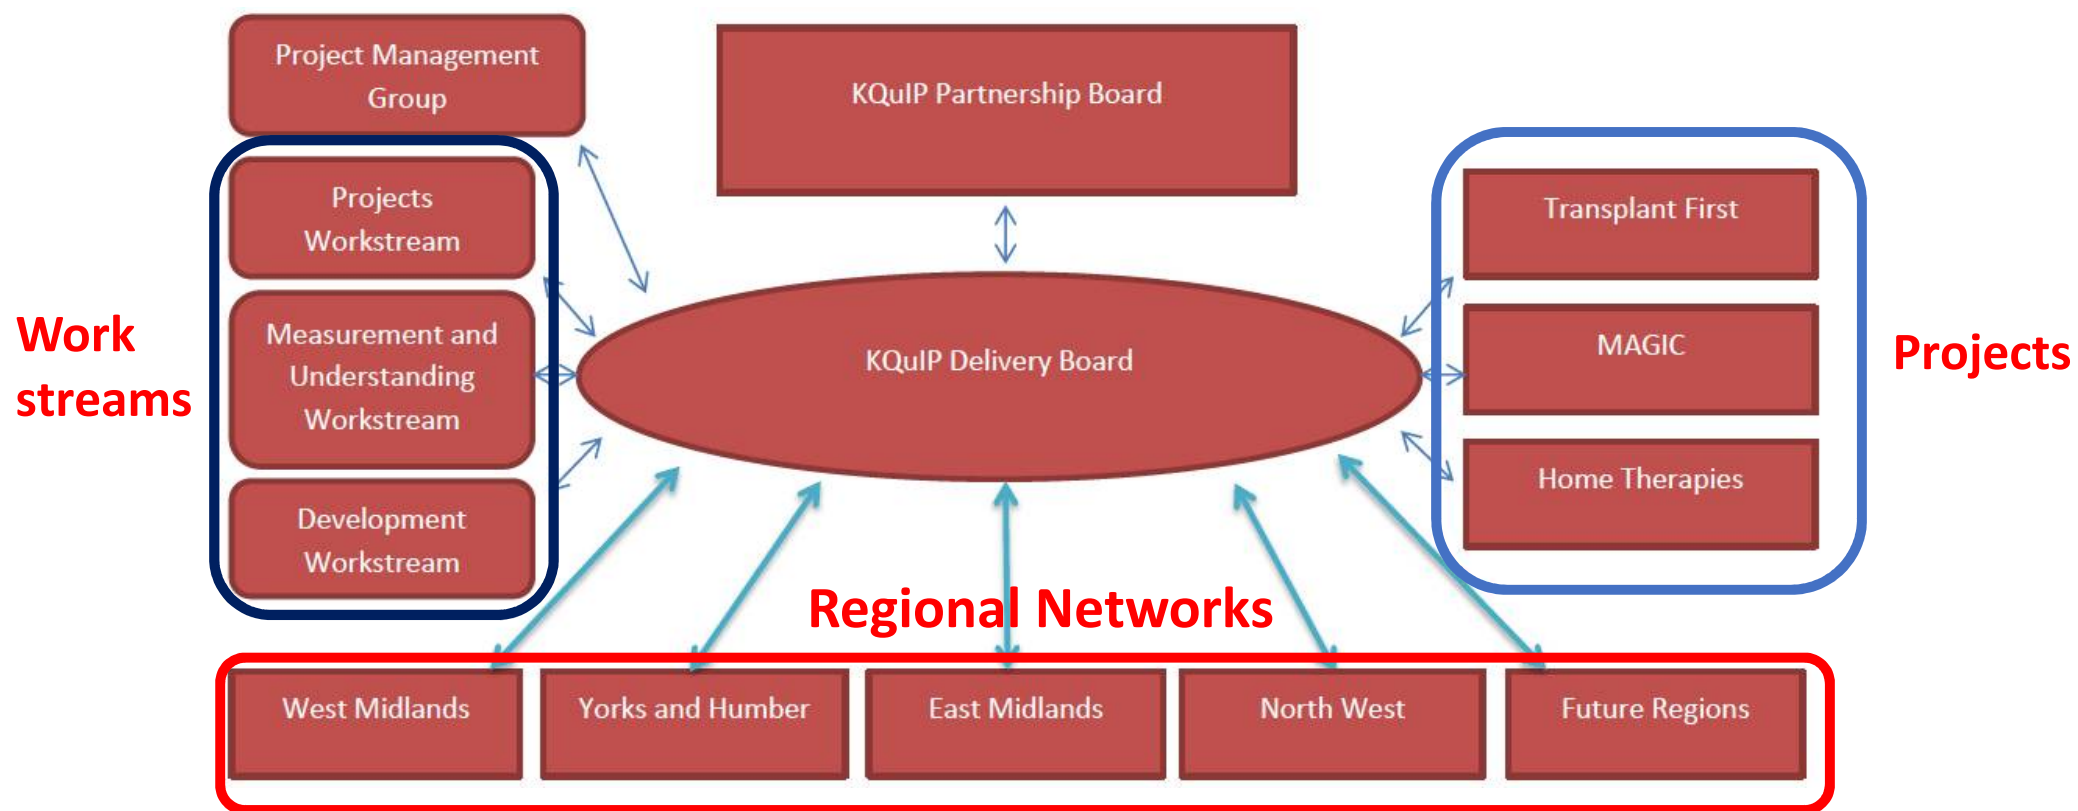 Project Management
Group
KQuIP Partnership Board
Work
streams
Projects
Workstream
Measurement and
Understanding
Workstream
Development
Workstream
KQuIP Delivery Board
Transplant First
MAGIC
Home Therapies
Projects
Regional Networks
West Midlands
Yorks and Humber
East Midlands
North West
Future Regions